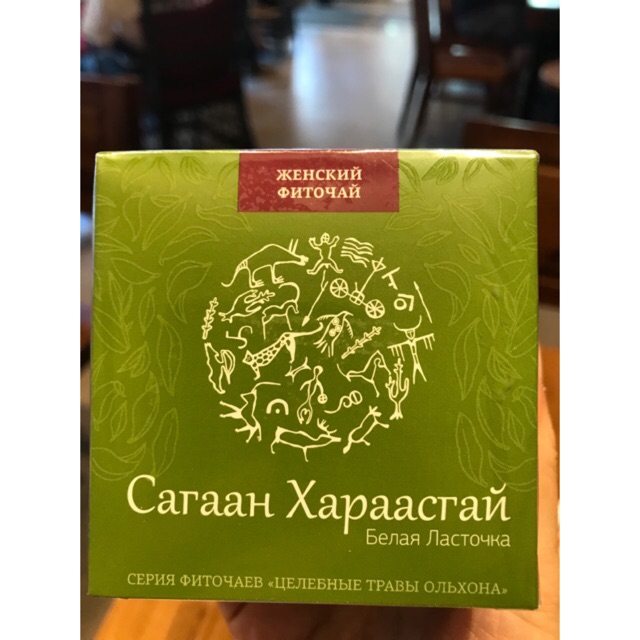 ЖЕНСКИЙ
ФИТОЧАЙ
Сагаан Хараасгай
Белая Ласточка
СЕРИЯ ФИТОЧАЕВ «ЦЕЛЕБНЫЕ ТРАВЫ ОЛЬХОНА»